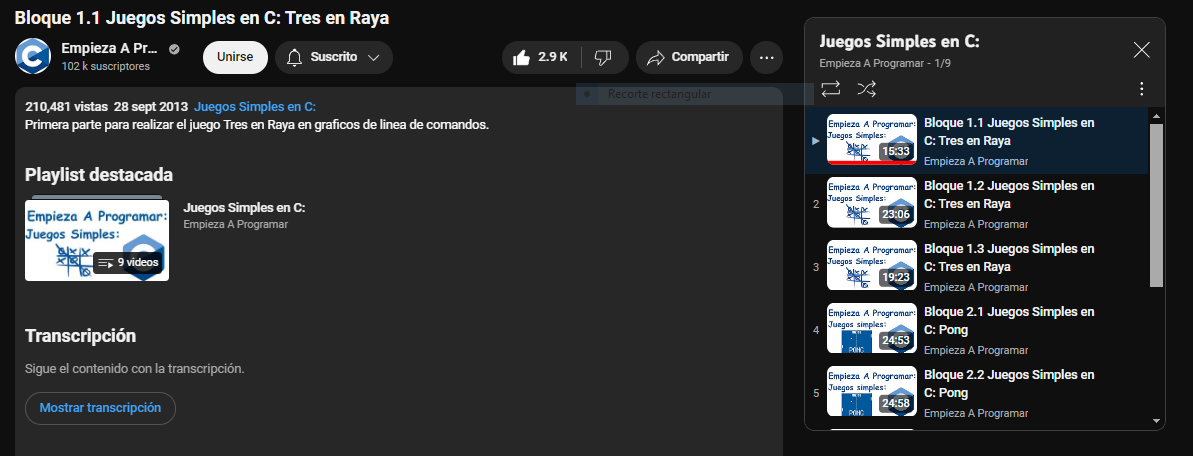 Bloque 1.1 Juegos Simples en C: Tres en Raya
Empieza A Pr...
102 k suscriptores
Unirse
Suscrito
2.9 K
Compartir
210,481 vistas 28 sept 2013 Juegos Simples en C:
Primera parte para realizar el juego Tres en Raya en graficos de linea de comandos.
Recorte rectangular
Playlist destacada
Empieza A Programar:
Juegos Simples:
9 videos
Juegos Simples en C:
Empieza A Programar
Transcripción
Sigue el contenido con la transcripción.
Mostrar transcripción
Juegos Simples en C:
Empieza A Programar - 1/9
Empieza A Programar:
Juegos simples:
15:33
Bloque 1.1 Juegos Simples en
C: Tres en Raya
Empieza A Programar
2
Empieza A Programar:
Juegos Simples:
23:06
Bloque 1.2 Juegos Simples en
C: Tres en Raya
Empieza A Programar
3
Empieza A Programar:
Juegos Simples:
19:23
Bloque 1.3 Juegos Simples en
C: Tres en Raya
Empieza A Programar
4
Empieza A Programar:
Juegos simples:
PONG
24:53
Bloque 2.1 Juegos Simples en
C: Pong
Empieza A Programar
5
Empieza A Programar:
Juegos simples:
PONG
24:58
Bloque 2.2 Juegos Simples en
C: Pong
Empieza A Programar